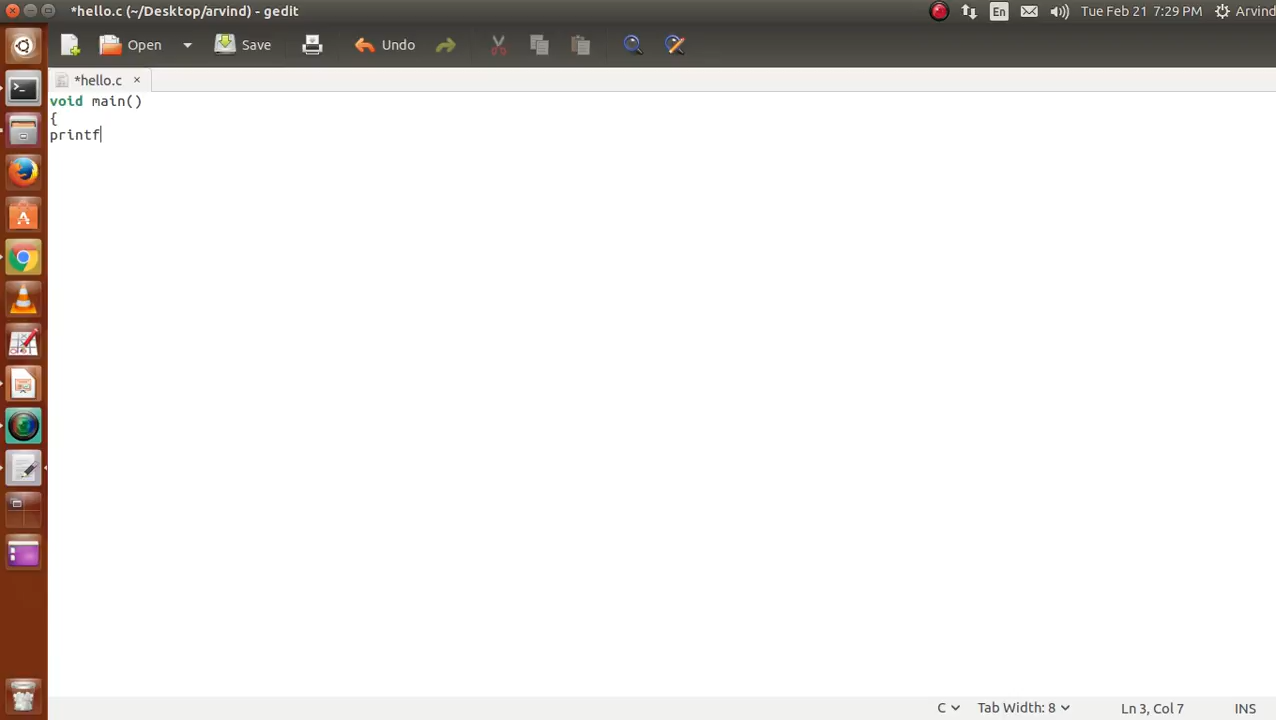 *hello.c (~/Desktop/arvind) - gedit
En
Tue Feb 21 7:29 PM
Arvind
Open
Save
Undo
*hello.c ×
void main()
{
printf
C
Tab Width: 8
Ln 3, Col 7
INS